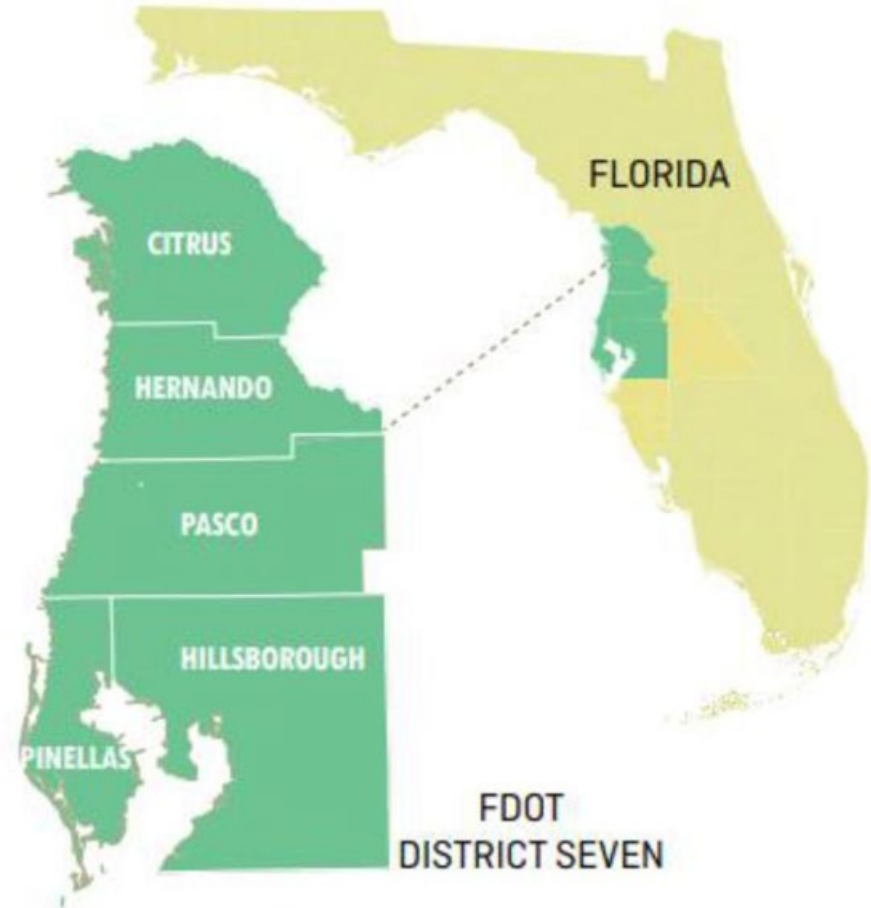 FLORIDA
CITRUS
HERNANDO
PASCO
HILLSBOROUGH
PINELLAS
FDOT
DISTRICT SEVEN